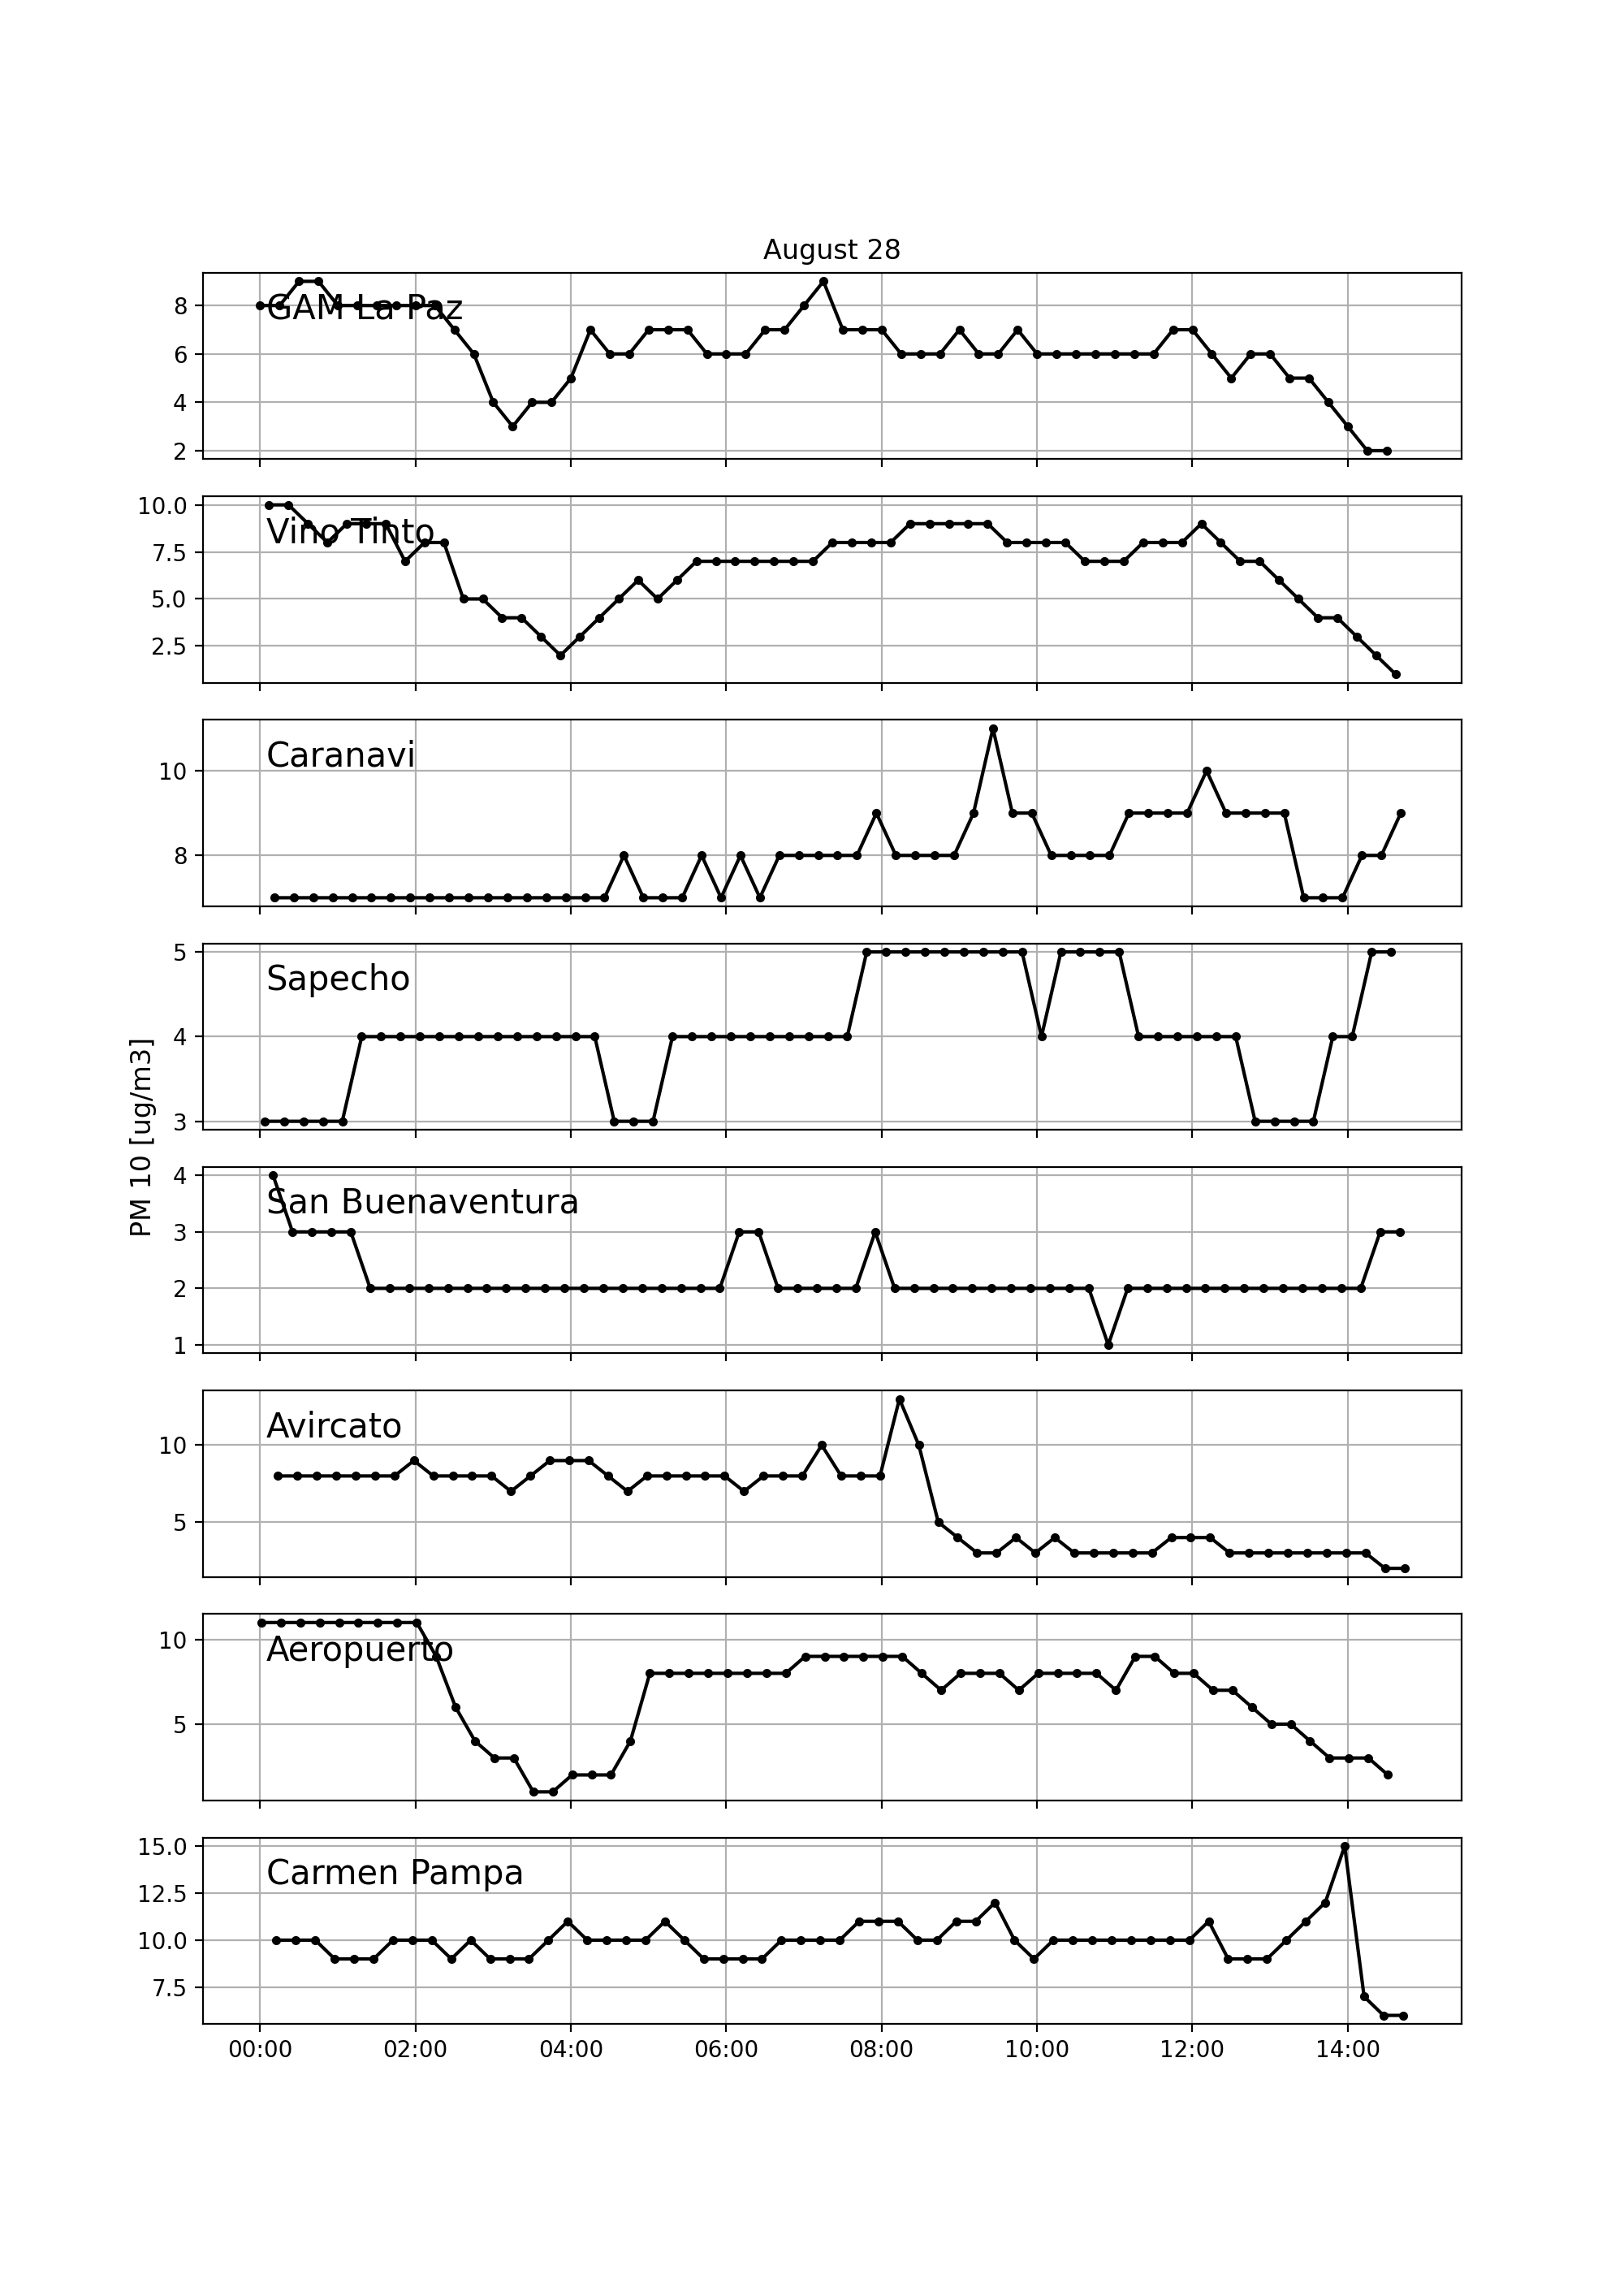 August 28
GAM La Paz
8
6
4
2
Vino Tinto
10.0
7.5
5.0
2.5
Caranavi
10
8
Sapecho
5
4
3
PM 10 [ug/m3]
San Buenaventura
4
3
2
1
Avircato
10
5
Aeropuerto
10
5
Carmen Pampa
15.0
12.5
10.0
7.5
00:00 02:00 04:00 06:00 08:00 10:00 12:00 14:00